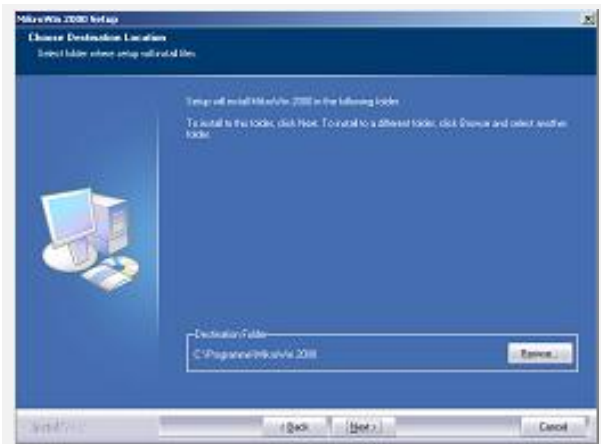 MikroWin 2000 Setup
Choose Destination Location
Select folder where setup will install files.
Setup will install MikroWin 2000 in the following folder.
To install to this folder, click Next. To install to a different folder, click Browse and select another
folder.
Destination Folder
C:\Programme\MikroWin 2000
Browse...
< Back
Next >
Cancel